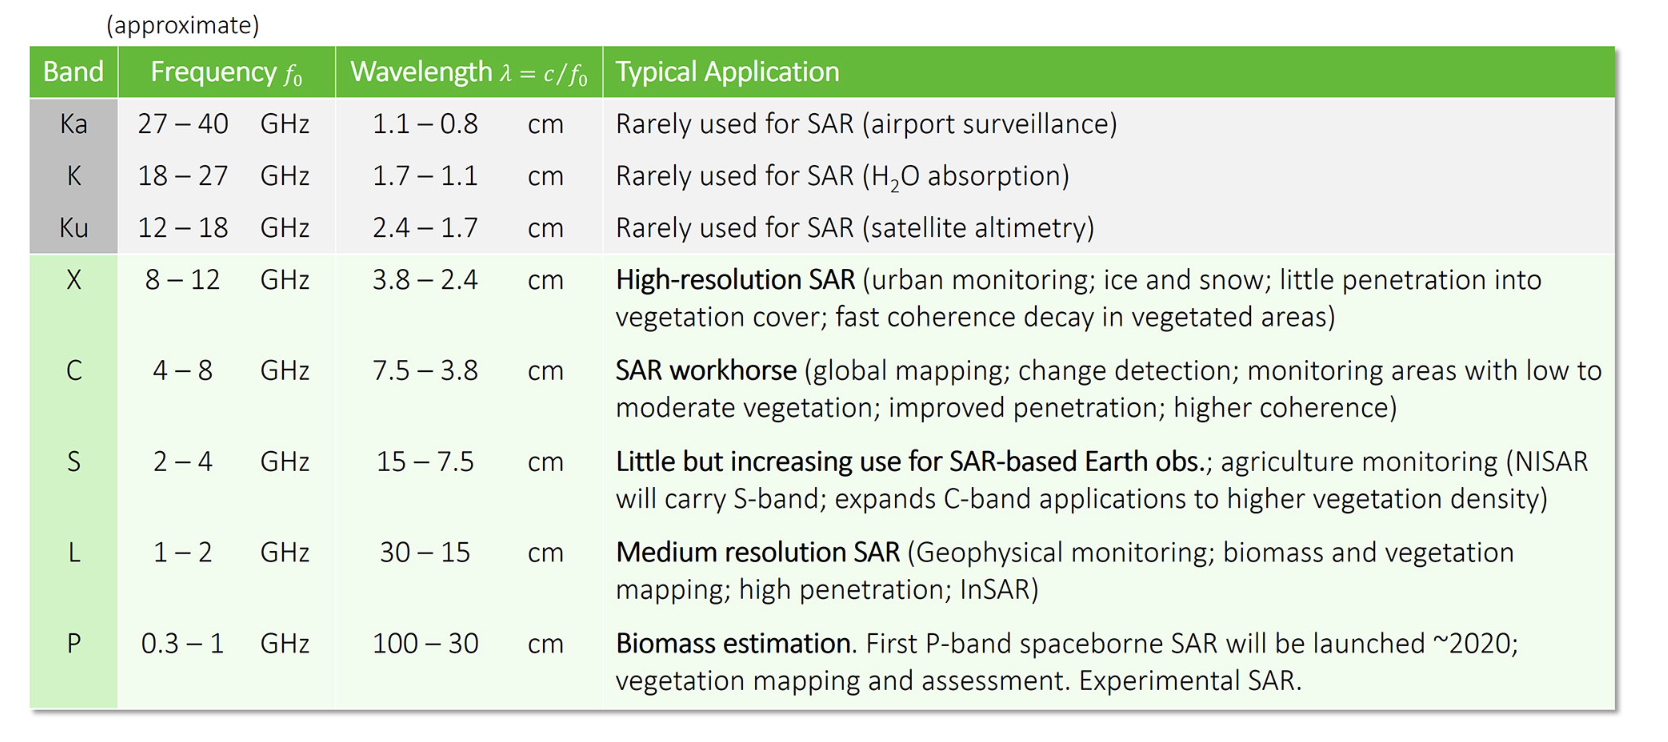 (approximate)
Band Frequency f₀ Wavelength λ = c/f₀ Typical Application
Ka 27 – 40 GHz 1.1 – 0.8 cm Rarely used for SAR (airport surveillance)
K 18 – 27 GHz 1.7 – 1.1 cm Rarely used for SAR (H₂O absorption)
Ku 12 – 18 GHz 2.4 – 1.7 cm Rarely used for SAR (satellite altimetry)
X 8 – 12 GHz 3.8 – 2.4 cm High-resolution SAR (urban monitoring; ice and snow; little penetration into
vegetation cover; fast coherence decay in vegetated areas)
C 4 – 8 GHz 7.5 – 3.8 cm SAR workhorse (global mapping; change detection; monitoring areas with low to
moderate vegetation; improved penetration; higher coherence)
S 2 – 4 GHz 15 – 7.5 cm Little but increasing use for SAR-based Earth obs.; agriculture monitoring (NISAR
will carry S-band; expands C-band applications to higher vegetation density)
L 1 – 2 GHz 30 – 15 cm Medium resolution SAR (Geophysical monitoring; biomass and vegetation
mapping; high penetration; InSAR)
P 0.3 – 1 GHz 100 – 30 cm Biomass estimation. First P-band spaceborne SAR will be launched ~2020;
vegetation mapping and assessment. Experimental SAR.